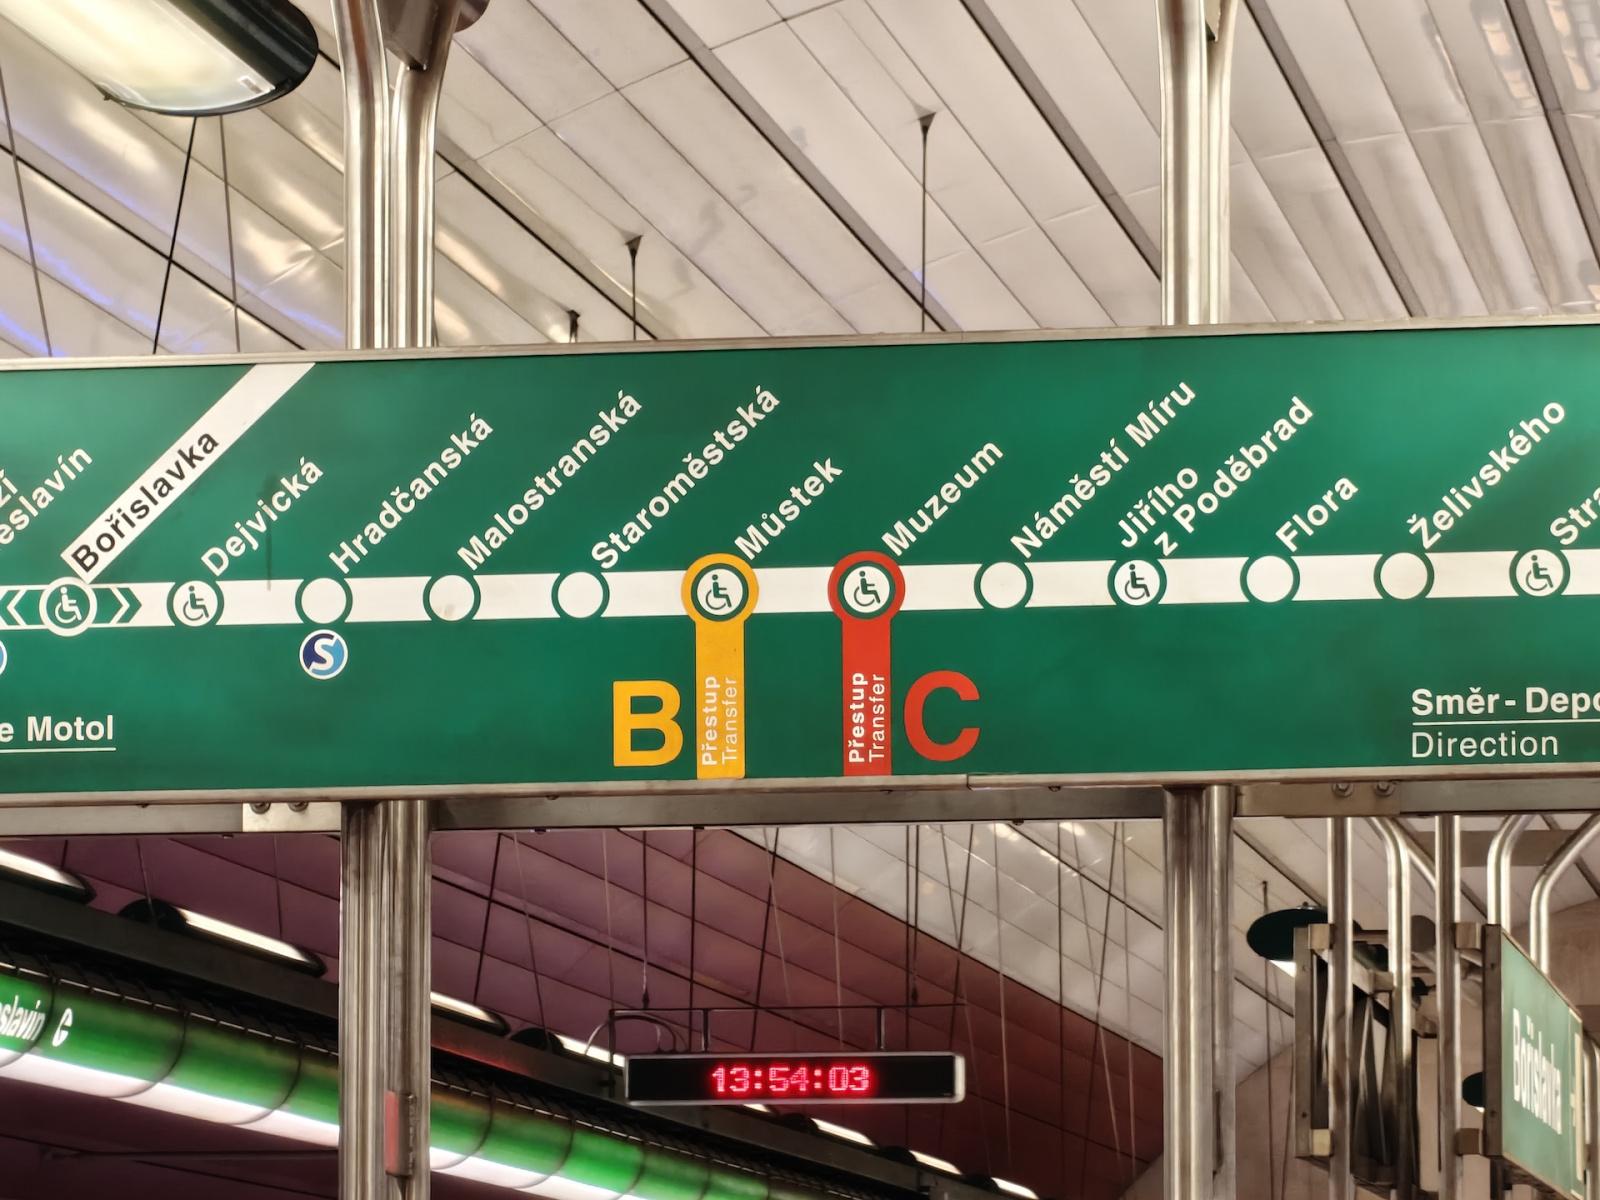 Bořislavka
Dejvická
Hradčanská
Malostranská
Staroměstská
Můstek
Muzeum
Náměstí Míru
Jiřího
z Poděbrad
Flora
Želivského
S
B
Přestup
Transfer
Přestup
Transfer
C
Motol
Směr -
Direction
13:54:03
Bořislavka